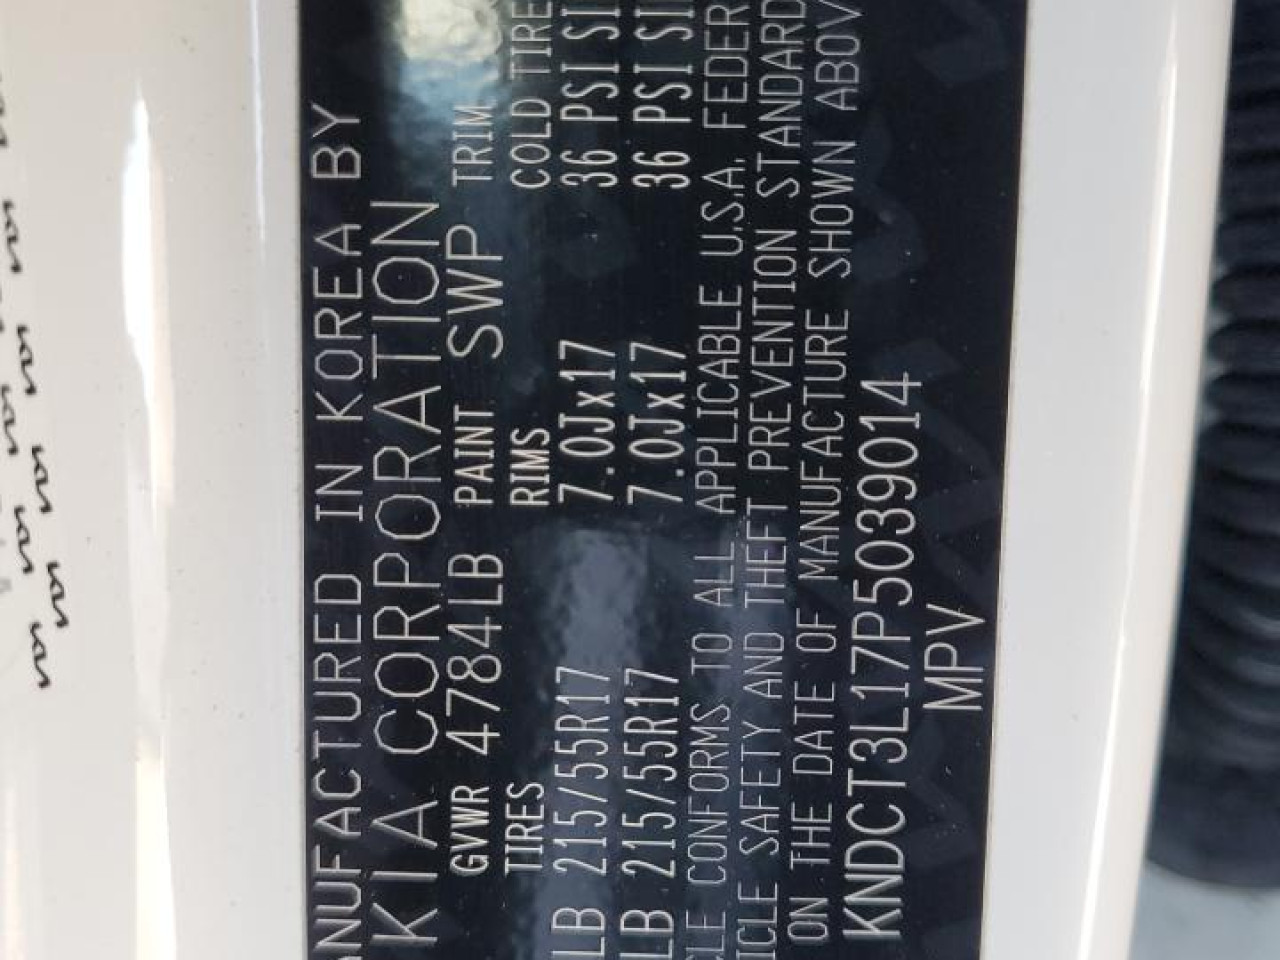 ANUFACTURED IN KOREA BY
KIA CORPORATION
GVWR 4784LB PAINT SWP TRIM
TIRES RIMS COLD TIRE
LB 215/55R17 7.0Jx17 36 PSI SI
LB 215/55R17 7.0Jx17 36 PSI SI
CLE CONFORMS TO ALL APPLICABLE U.S.A. FEDER
ICLE SAFETY AND THEFT PREVENTION STANDARD
ON THE DATE OF MANUFACTURE SHOWN ABOV
KNDCT3L17P5039014
MPV